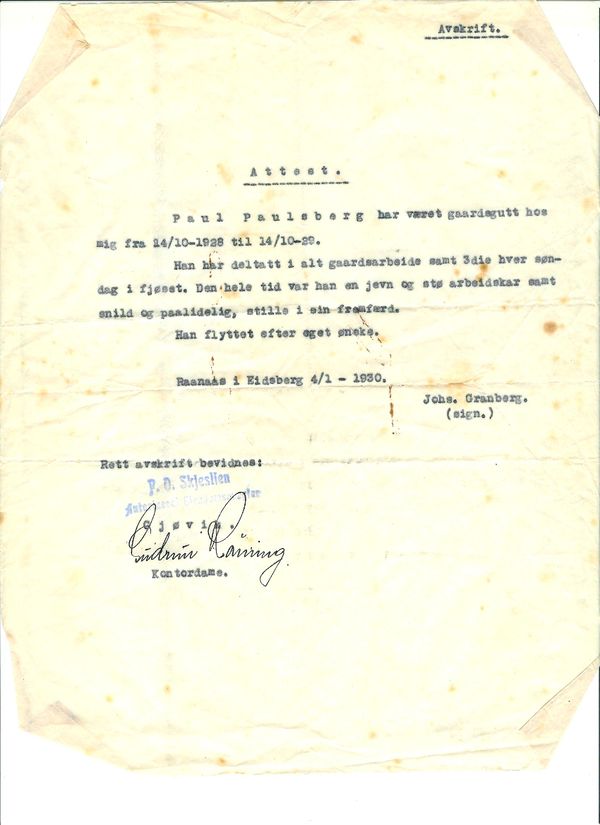 Avskrift.
Attest.
Paul Paulsberg har været gaardsgutt hos
mig fra 14/10-1928 til 14/10-29.
Han har deltatt i alt gaardsarbeide samt 3die hver søn-
dag i fjøset. Den hele tid var han en jevn og stø arbeidskar samt
snild og paalidelig, stille i sin fremfærd.
Han flyttet efter eget ønske.
Raanaas i Eidsberg 4/1 - 1930.
Johs. Granberg.
(sign.)
Rett avskrift bevidnes:
P. O. Skjeslien
Gjøvik.
Gudrun
Kontordame.